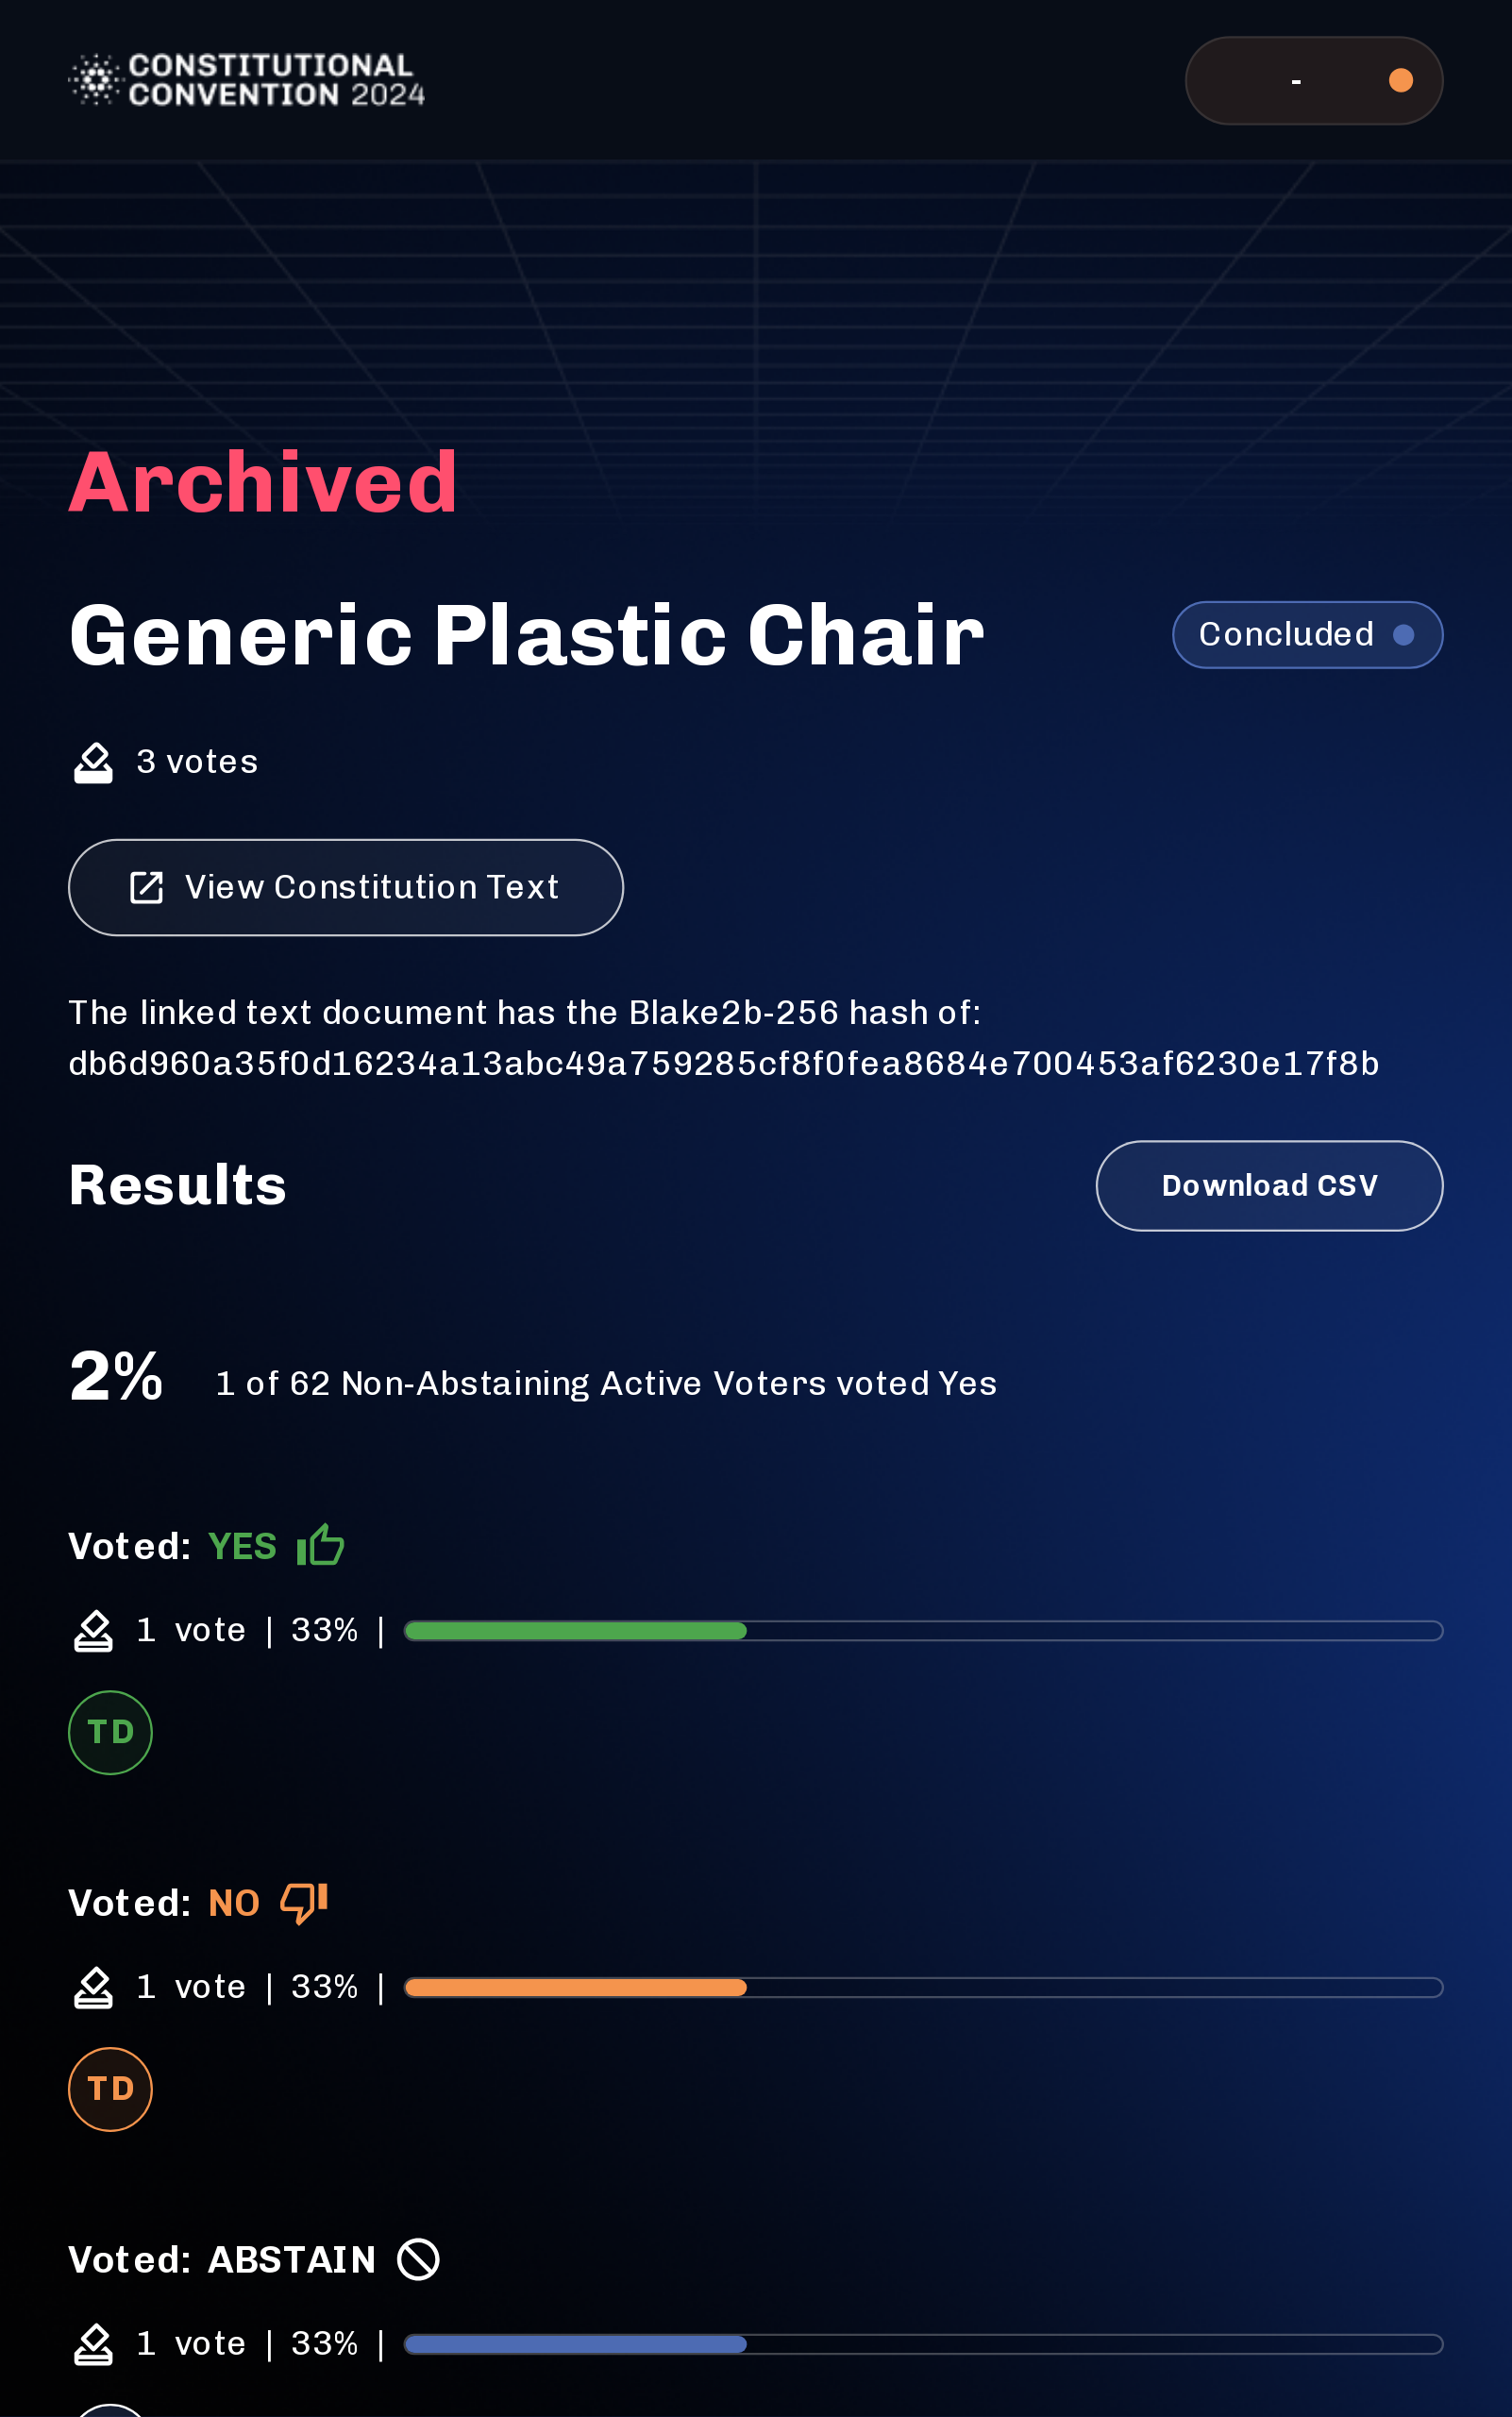 CONSTITUTIONAL
CONVENTION 2024
-
Archived
Generic Plastic Chair
Concluded
3 votes
View Constitution Text
The linked text document has the Blake2b-256 hash of:
db6d960a35f0d16234a13abc49a759285cf8f0fea8684e700453af6230e17f8b
Results
Download CSV
2%
1 of 62 Non-Abstaining Active Voters voted Yes
Voted: YES
1 vote | 33% |
TD
Voted: NO
1 vote | 33% |
TD
Voted: ABSTAIN
1 vote | 33% |